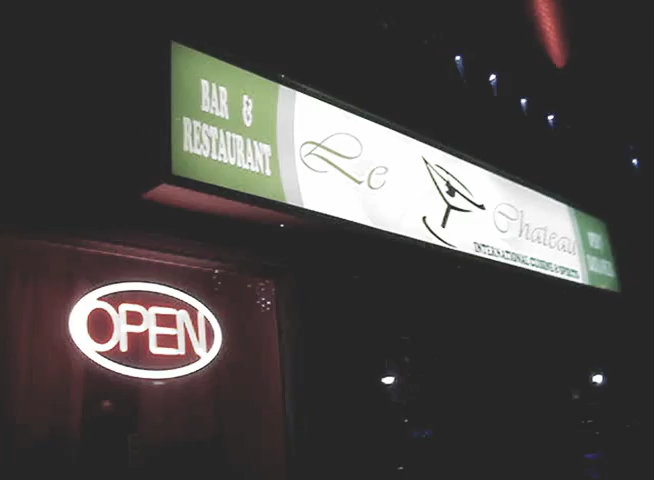 BAR &
RESTAURANT
Le Chateau
INTERNATIONAL CUISINE & SPIRITS
OPEN